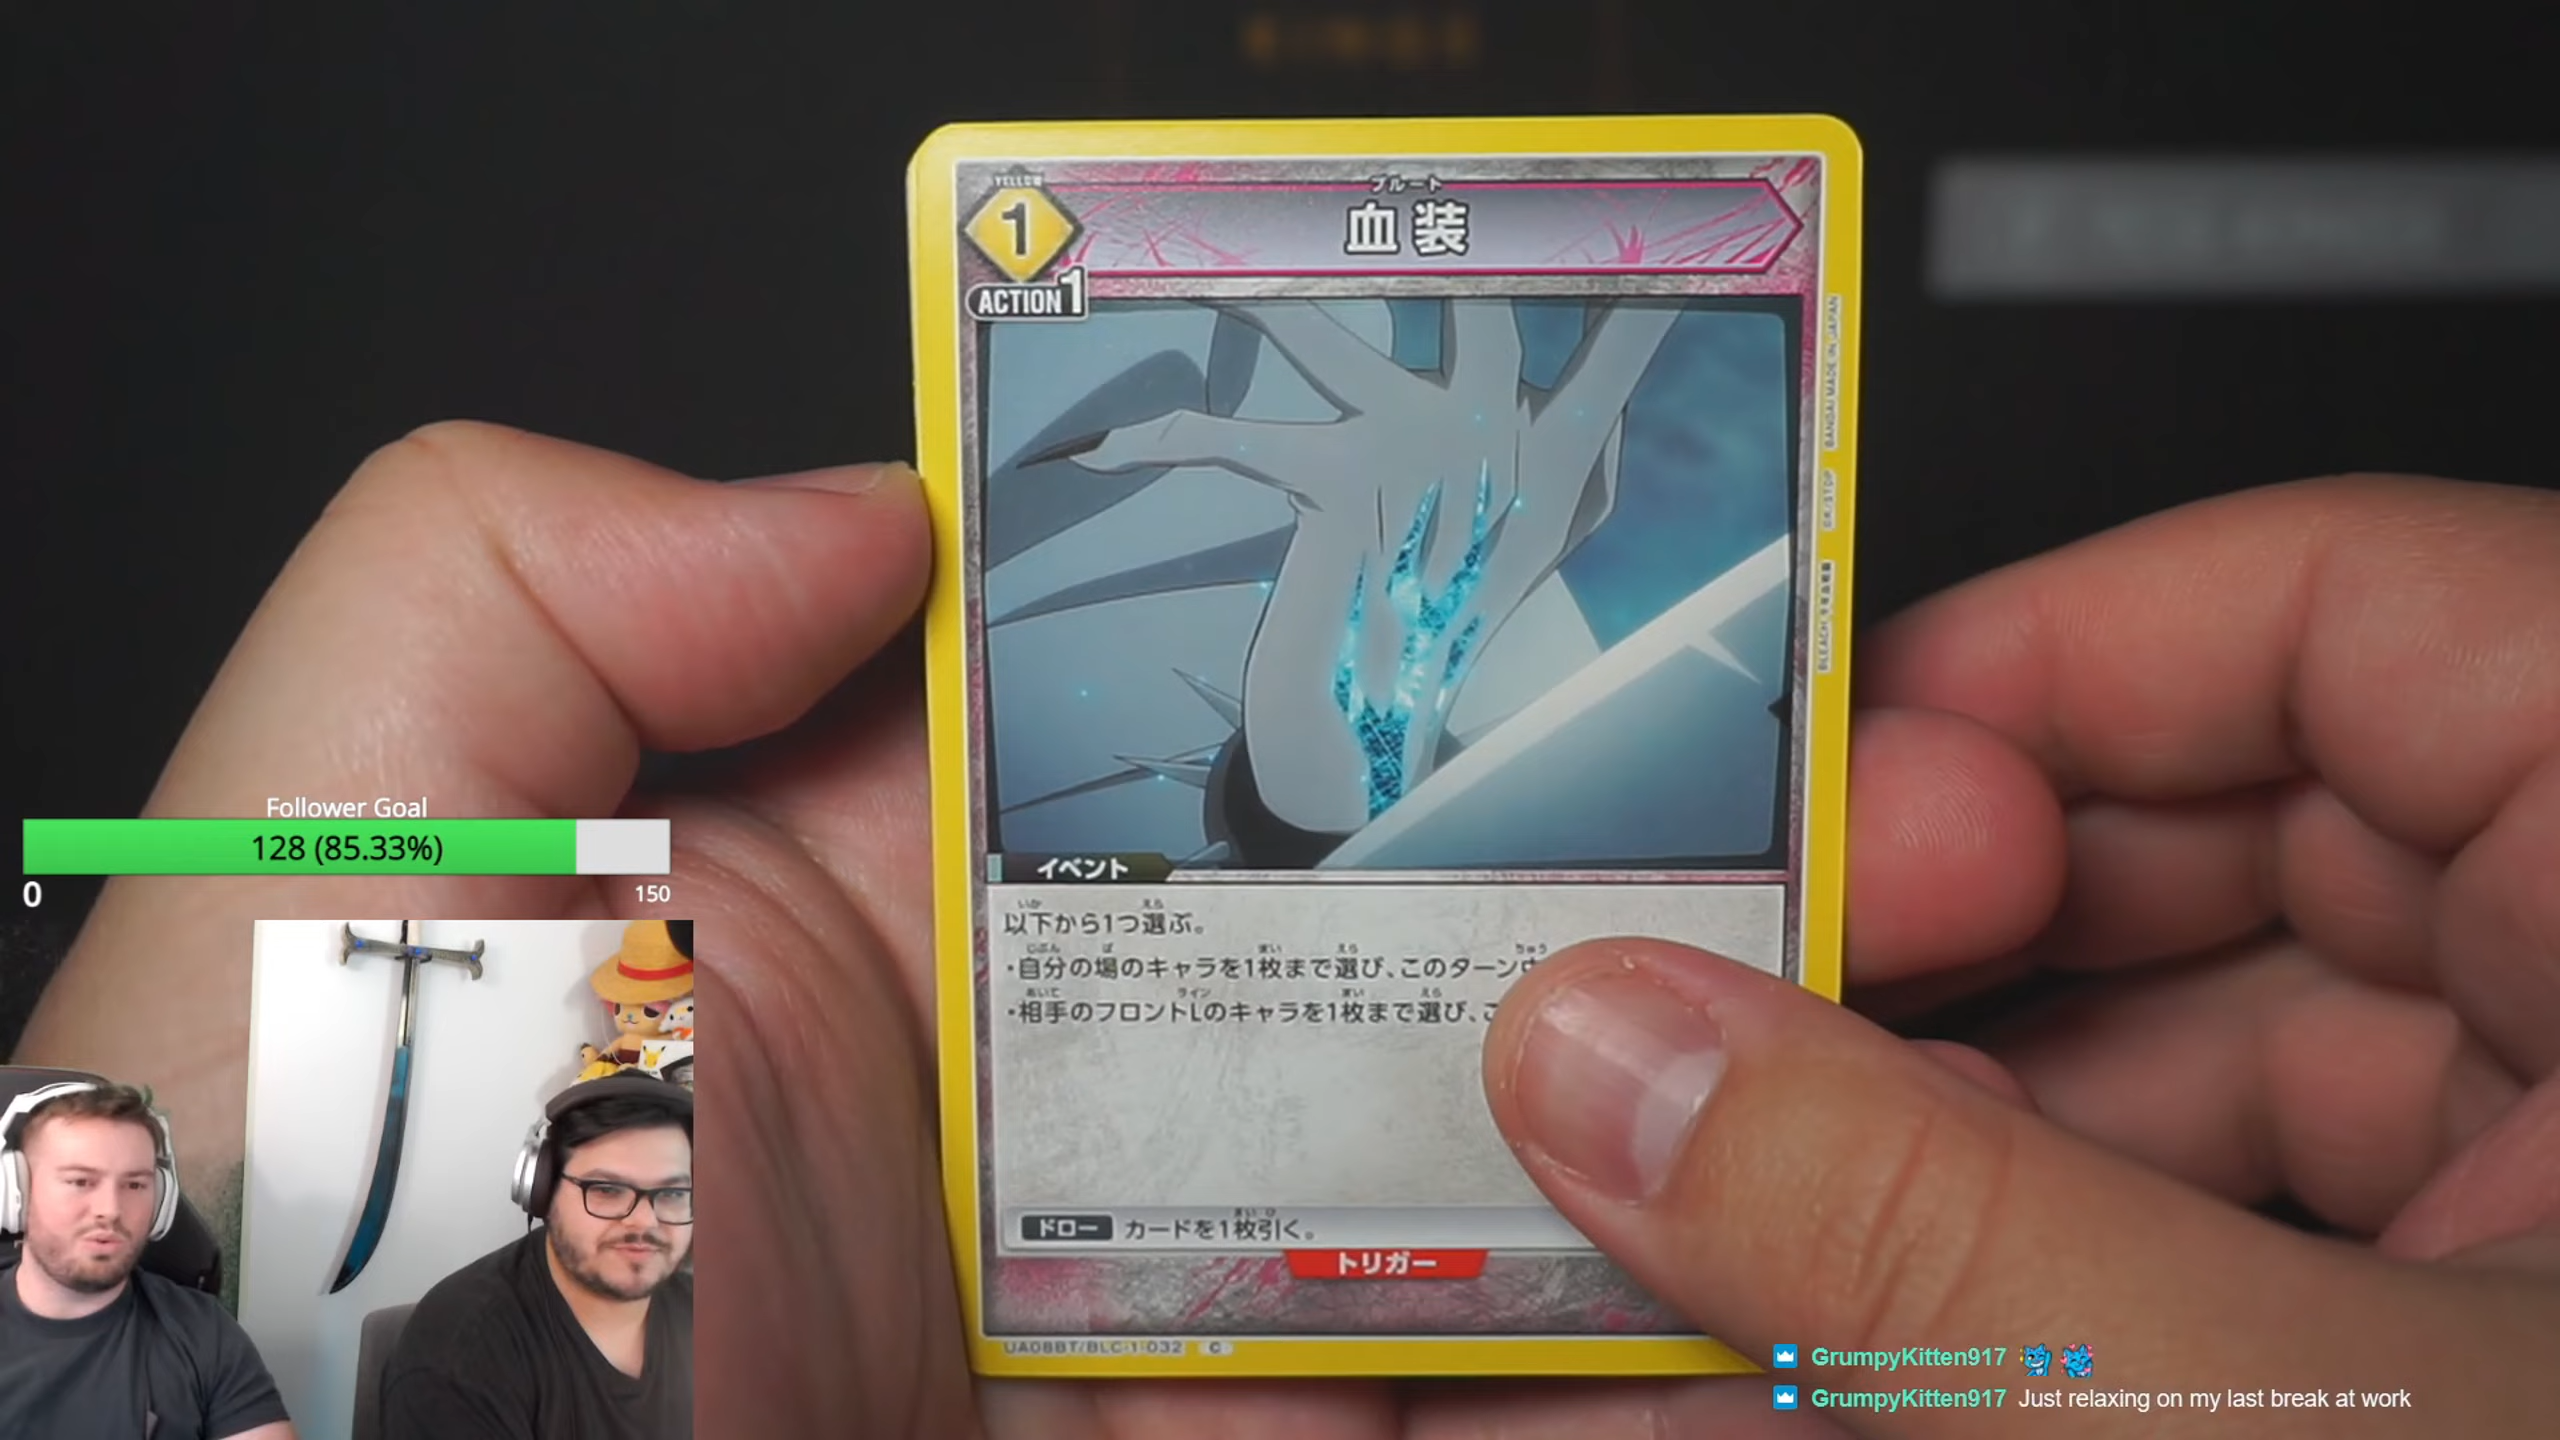 YELLOW
1
ブルート
血装
ACTION 1
BANDAI MADE IN JAPAN
イベント
以下から1つ選ぶ。
・自分の場のキャラを1枚まで選び、このターン
・相手のフロントLのキャラを1枚まで選び、こ
ドロー カードを1枚引く。
トリガー
UA08BT/BLC-1-032 C
Follower Goal
128 (85.33%)
0 150
GrumpyKitten917
GrumpyKitten917 Just relaxing on my last break at work